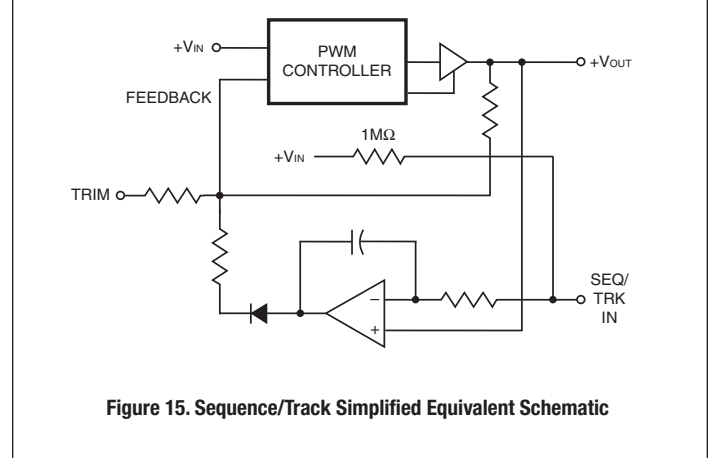 +VIN
PWM
CONTROLLER
+VOUT
FEEDBACK
1MΩ
+VIN
TRIM
SEQ/
TRK
IN
–
+
Figure 15. Sequence/Track Simplified Equivalent Schematic